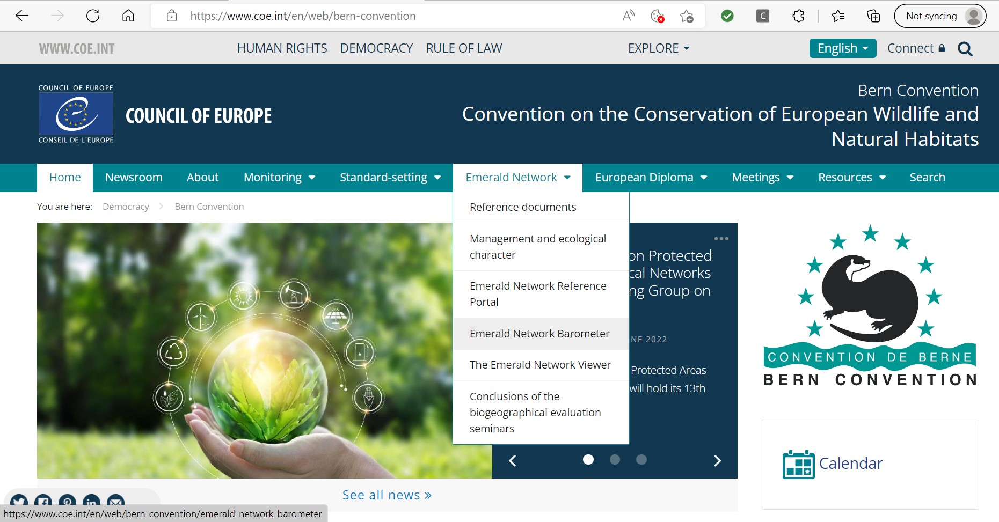 https://www.coe.int/en/web/bern-convention
C
Not syncing
WWW.COE.INT
HUMAN RIGHTS
DEMOCRACY
RULE OF LAW
EXPLORE
English
Connect
COUNCIL OF EUROPE
CONSEIL DE L'EUROPE
COUNCIL OF EUROPE
Bern Convention
Convention on the Conservation of European Wildlife and
Natural Habitats
Home
Newsroom
About
Monitoring
Standard-setting
Emerald Network
European Diploma
Meetings
Resources
Search
You are here:
Democracy
Bern Convention
Reference documents
Management and ecological
character
Emerald Network Reference
Portal
Emerald Network Barometer
The Emerald Network Viewer
Conclusions of the
biogeographical evaluation
seminars
on Protected
cal Networks
ng Group on
NE 2022
Protected Areas
will hold its 13th
See all news »
CONVENTION DE BERNE
BERN CONVENTION
Calendar
https://www.coe.int/en/web/bern-convention/emerald-network-barometer